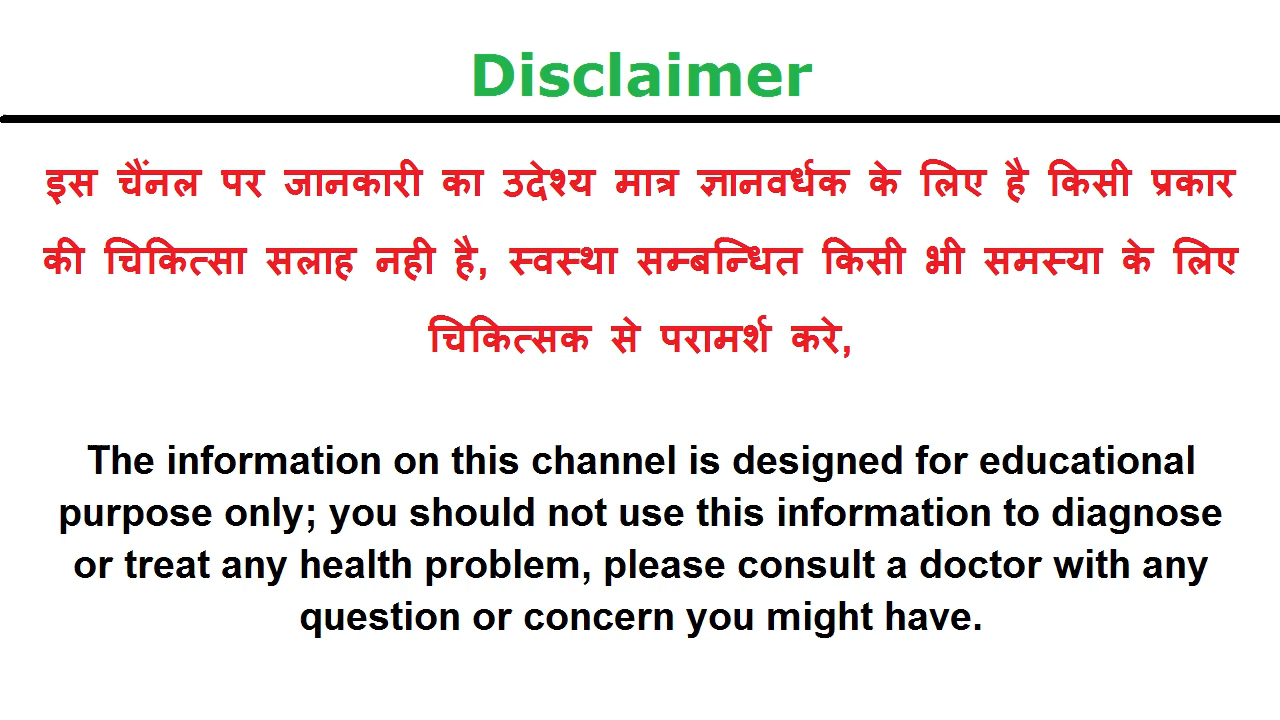 Disclaimer
इस चैंनल पर जानकारी का उदेश्य मात्र ज्ञानवर्धक के लिए है किसी प्रकार
की चिकित्सा सलाह नही है, स्वस्था सम्बन्धित किसी भी समस्या के लिए
चिकित्सक से परामर्श करे,
The information on this channel is designed for educational
purpose only; you should not use this information to diagnose
or treat any health problem, please consult a doctor with any
question or concern you might have.